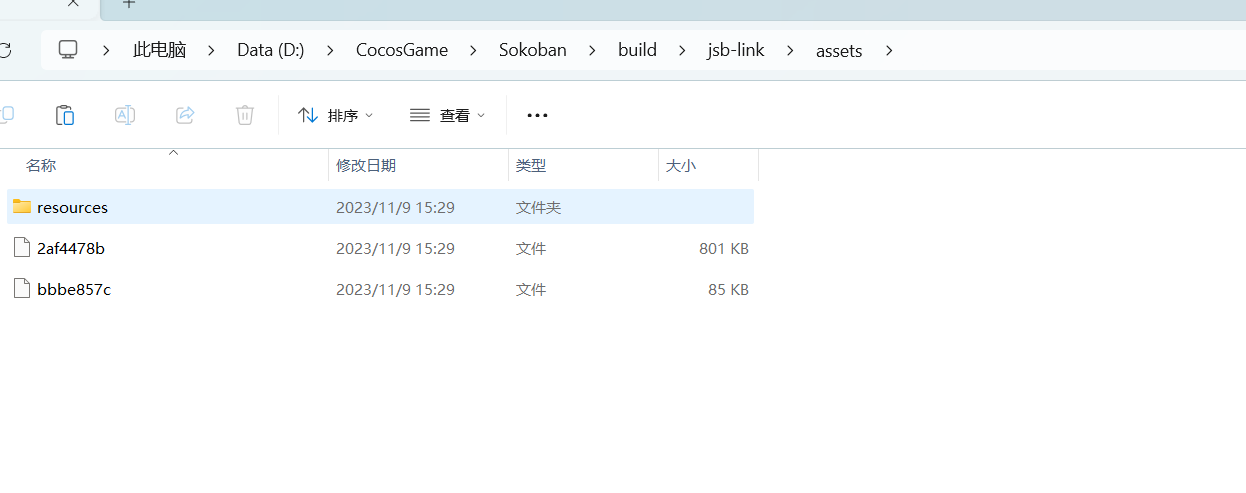 此电脑 Data (D:) CocosGame Sokoban build jsb-link assets
排序 查看
名称 修改日期 类型 大小
resources 2023/11/9 15:29 文件夹
2af4478b 2023/11/9 15:29 文件 801 KB
bbbe857c 2023/11/9 15:29 文件 85 KB